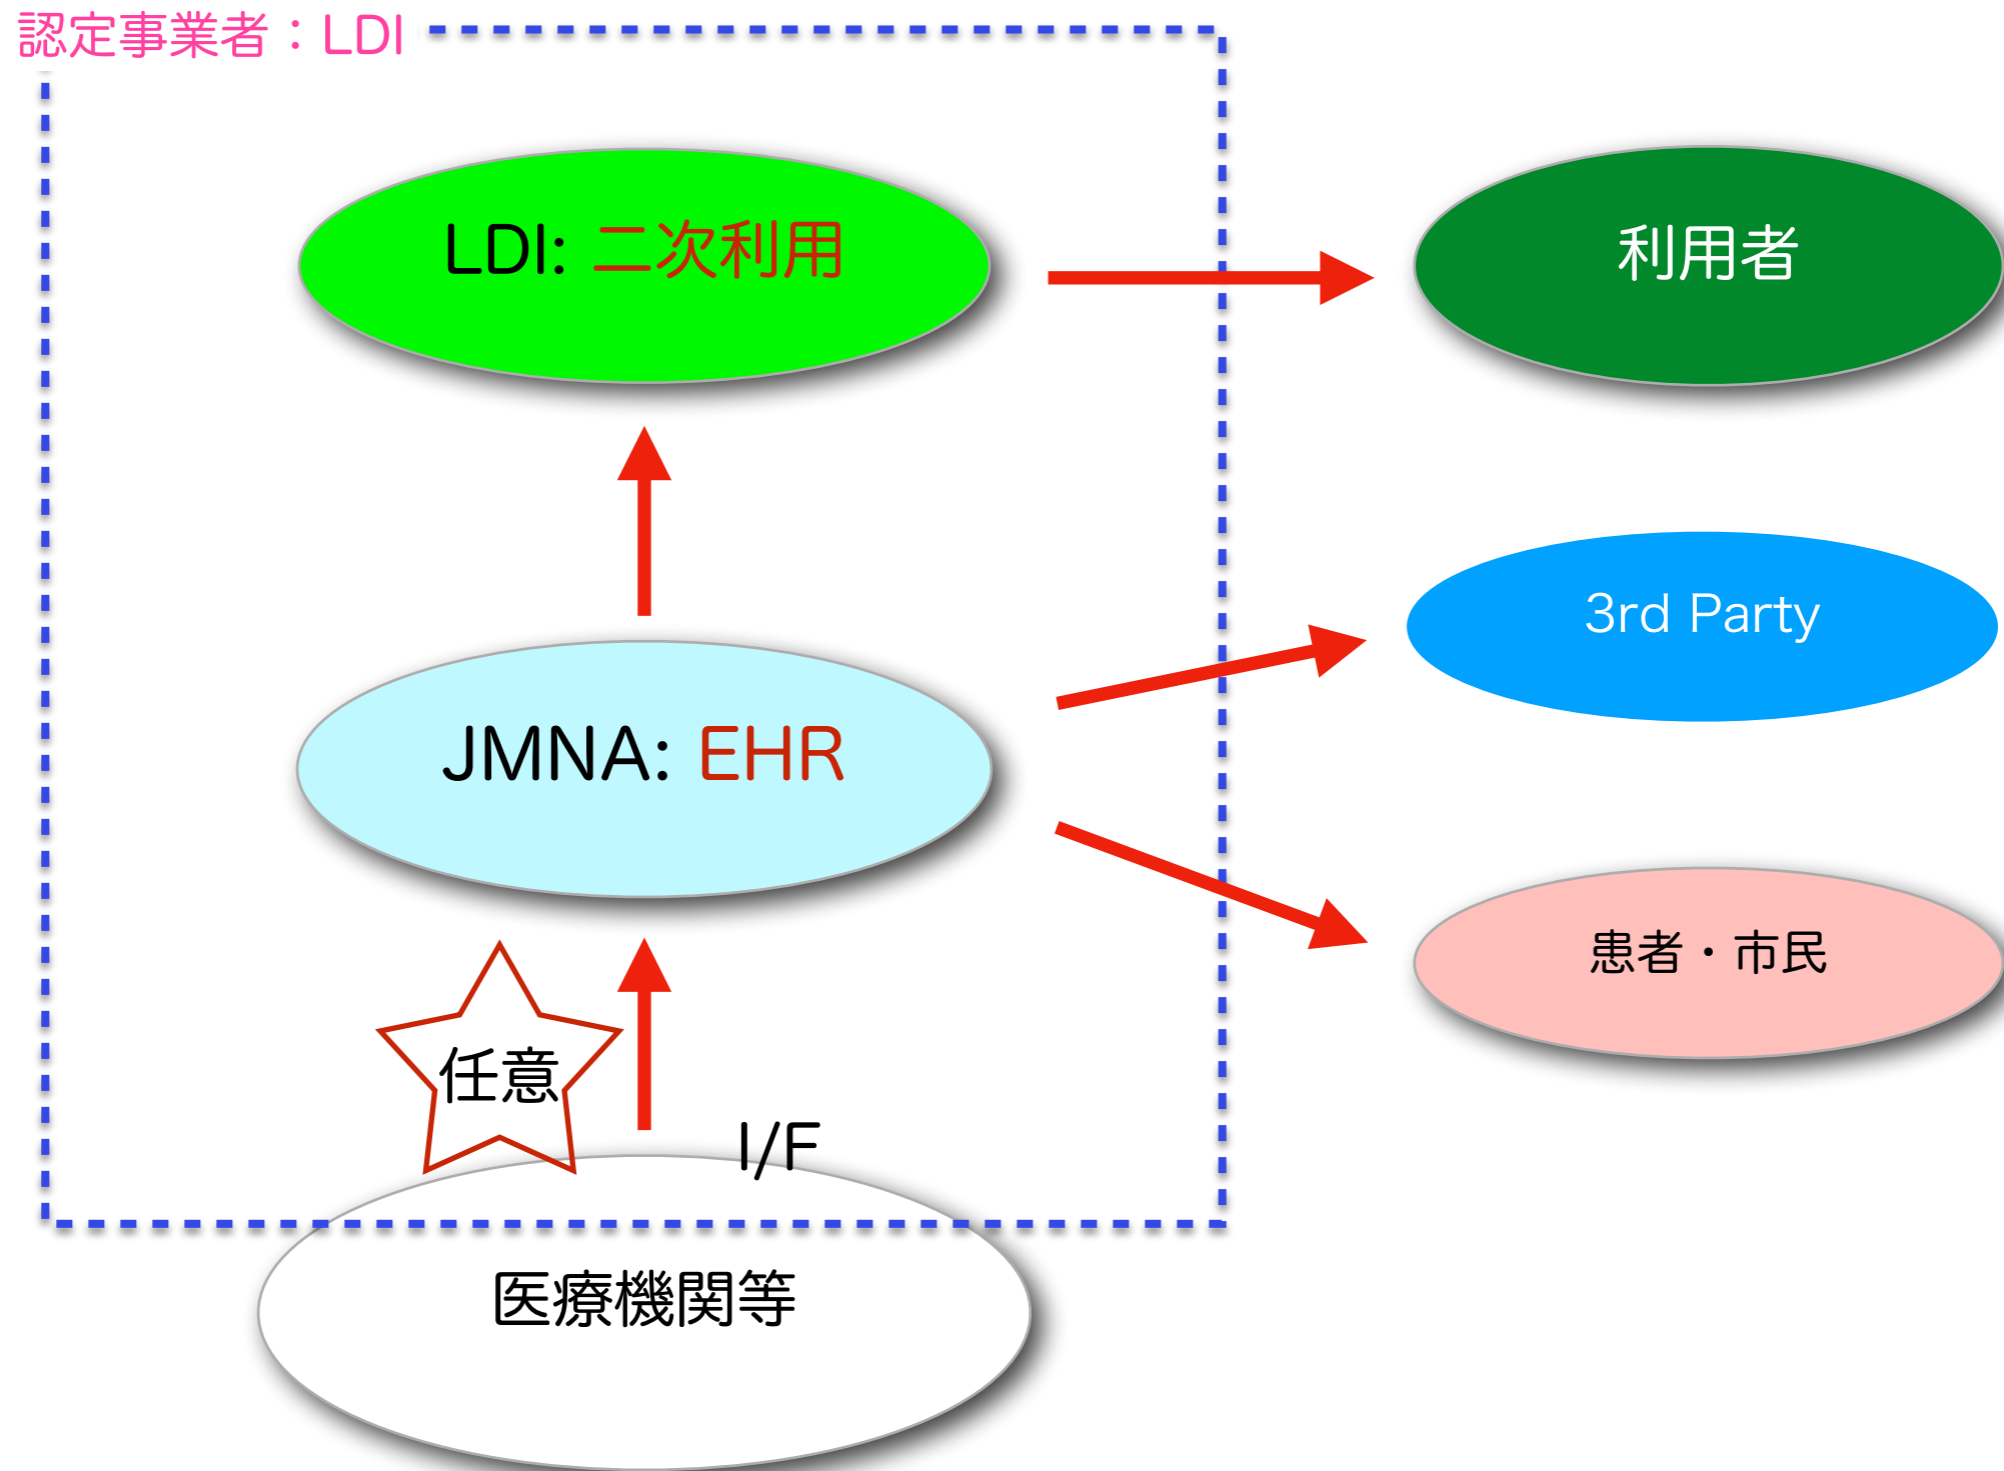 認定事業者：LDI
LDI: 二次利用
利用者
3rd Party
JMNA: EHR
患者・市民
任意
I/F
医療機関等